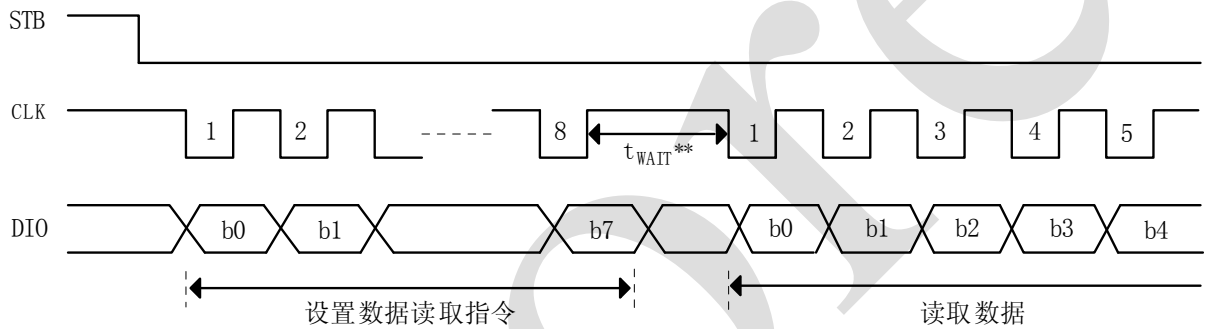 STB
CLK 1 2 8 1 2 3 4 5
t_WAIT**
DIO b0 b1 b7 b0 b1 b2 b3 b4
设置数据读取指令 读取数据